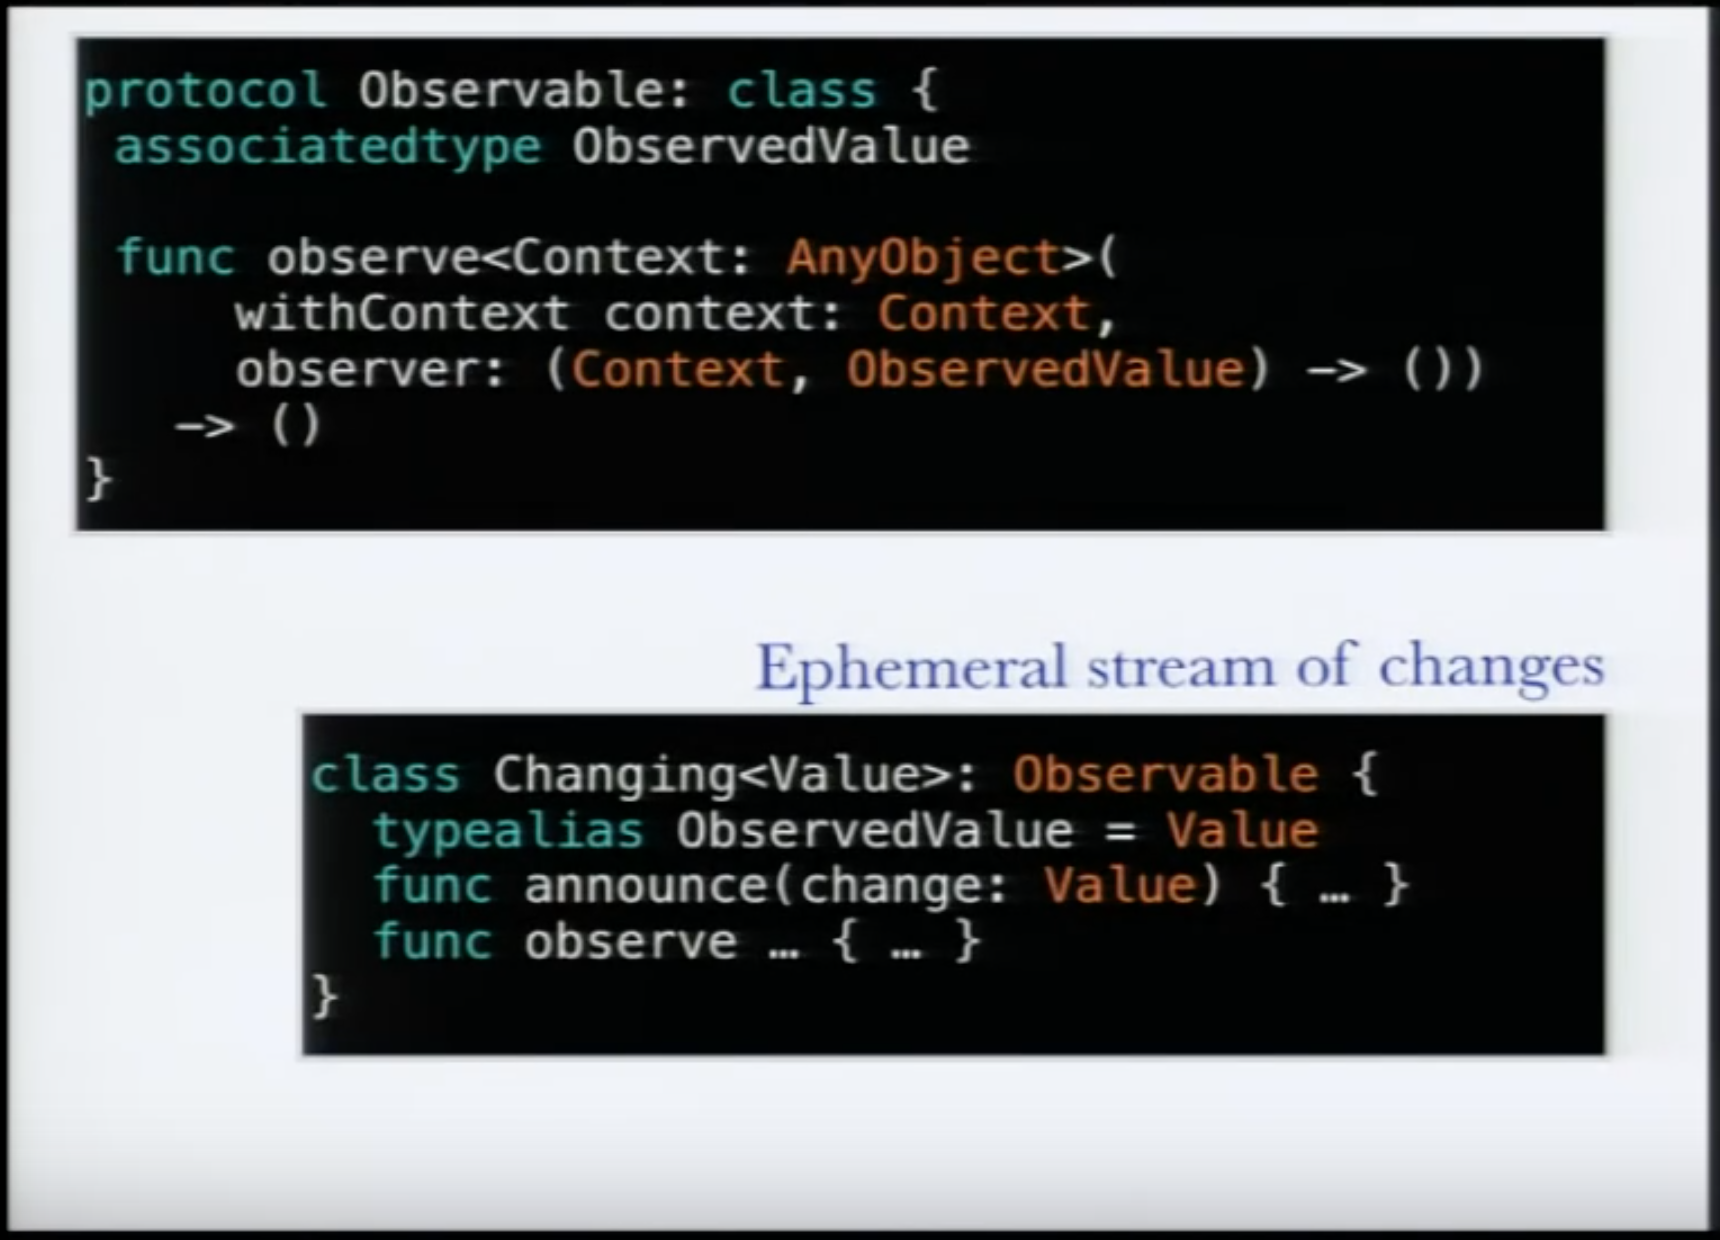 protocol Observable: class {
associatedtype ObservedValue
func observe<Context: AnyObject>(
withContext context: Context,
observer: (Context, ObservedValue) -> ())
-> ()
}
Ephemeral stream of changes
class Changing<Value>: Observable {
typealias ObservedValue = Value
func announce(change: Value) { … }
func observe … { … }
}